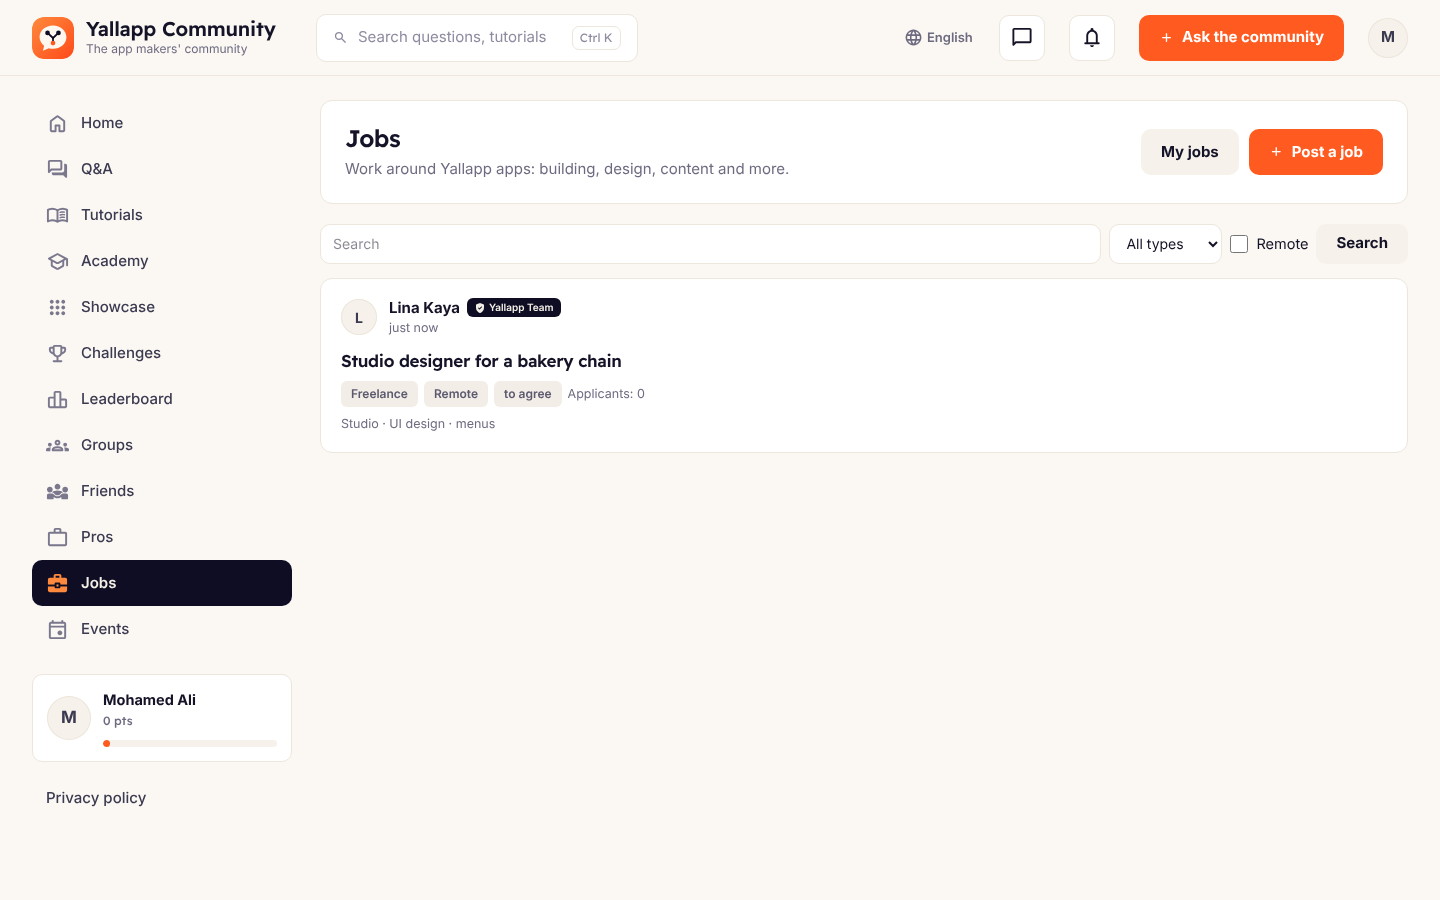 Yallapp Community
The app makers' community
Search questions, tutorials
Ctrl K
English
+ Ask the community
M
Home
Q&A
Tutorials
Academy
Showcase
Challenges
Leaderboard
Groups
Friends
Pros
Jobs
Events
M
Mohamed Ali
0 pts
Privacy policy
Jobs
Work around Yallapp apps: building, design, content and more.
My jobs
+ Post a job
Search
All types
Remote
Search
L
Lina Kaya
Yallapp Team
just now
Studio designer for a bakery chain
Freelance
Remote
to agree
Applicants: 0
Studio · UI design · menus